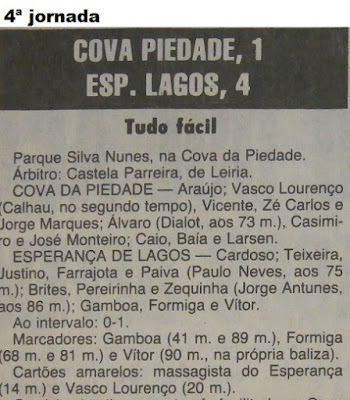 4ª jornada
COVA PIEDADE, 1
ESP. LAGOS, 4
Tudo fácil
Parque Silva Nunes, na Cova da Piedade.
Árbitro: Castela Parreira, de Leiria.
COVA DA PIEDADE — Araújo; Vasco Lourenço
(Calhau, no segundo tempo), Vicente, Zé Carlos e
Jorge Marques; Álvaro (Dialot, aos 73 m.), Casimi-
ro e José Monteiro; Caio, Baía e Larsen.
ESPERANÇA DE LAGOS — Cardoso; Teixeira,
Justino, Farrajota e Paiva (Paulo Neves, aos 75
m.); Brites, Pereirinha e Zequinha (Jorge Antunes,
aos 86 m.); Gamboa, Formiga e Vítor.
Ao intervalo: 0-1.
Marcadores: Gamboa (41 m. e 89 m.), Formiga
(68 m. e 81 m.) e Vítor (90 m., na própria baliza).
Cartões amarelos: massagista do Esperança
(14 m.) e Vasco Lourenço (20 m.).